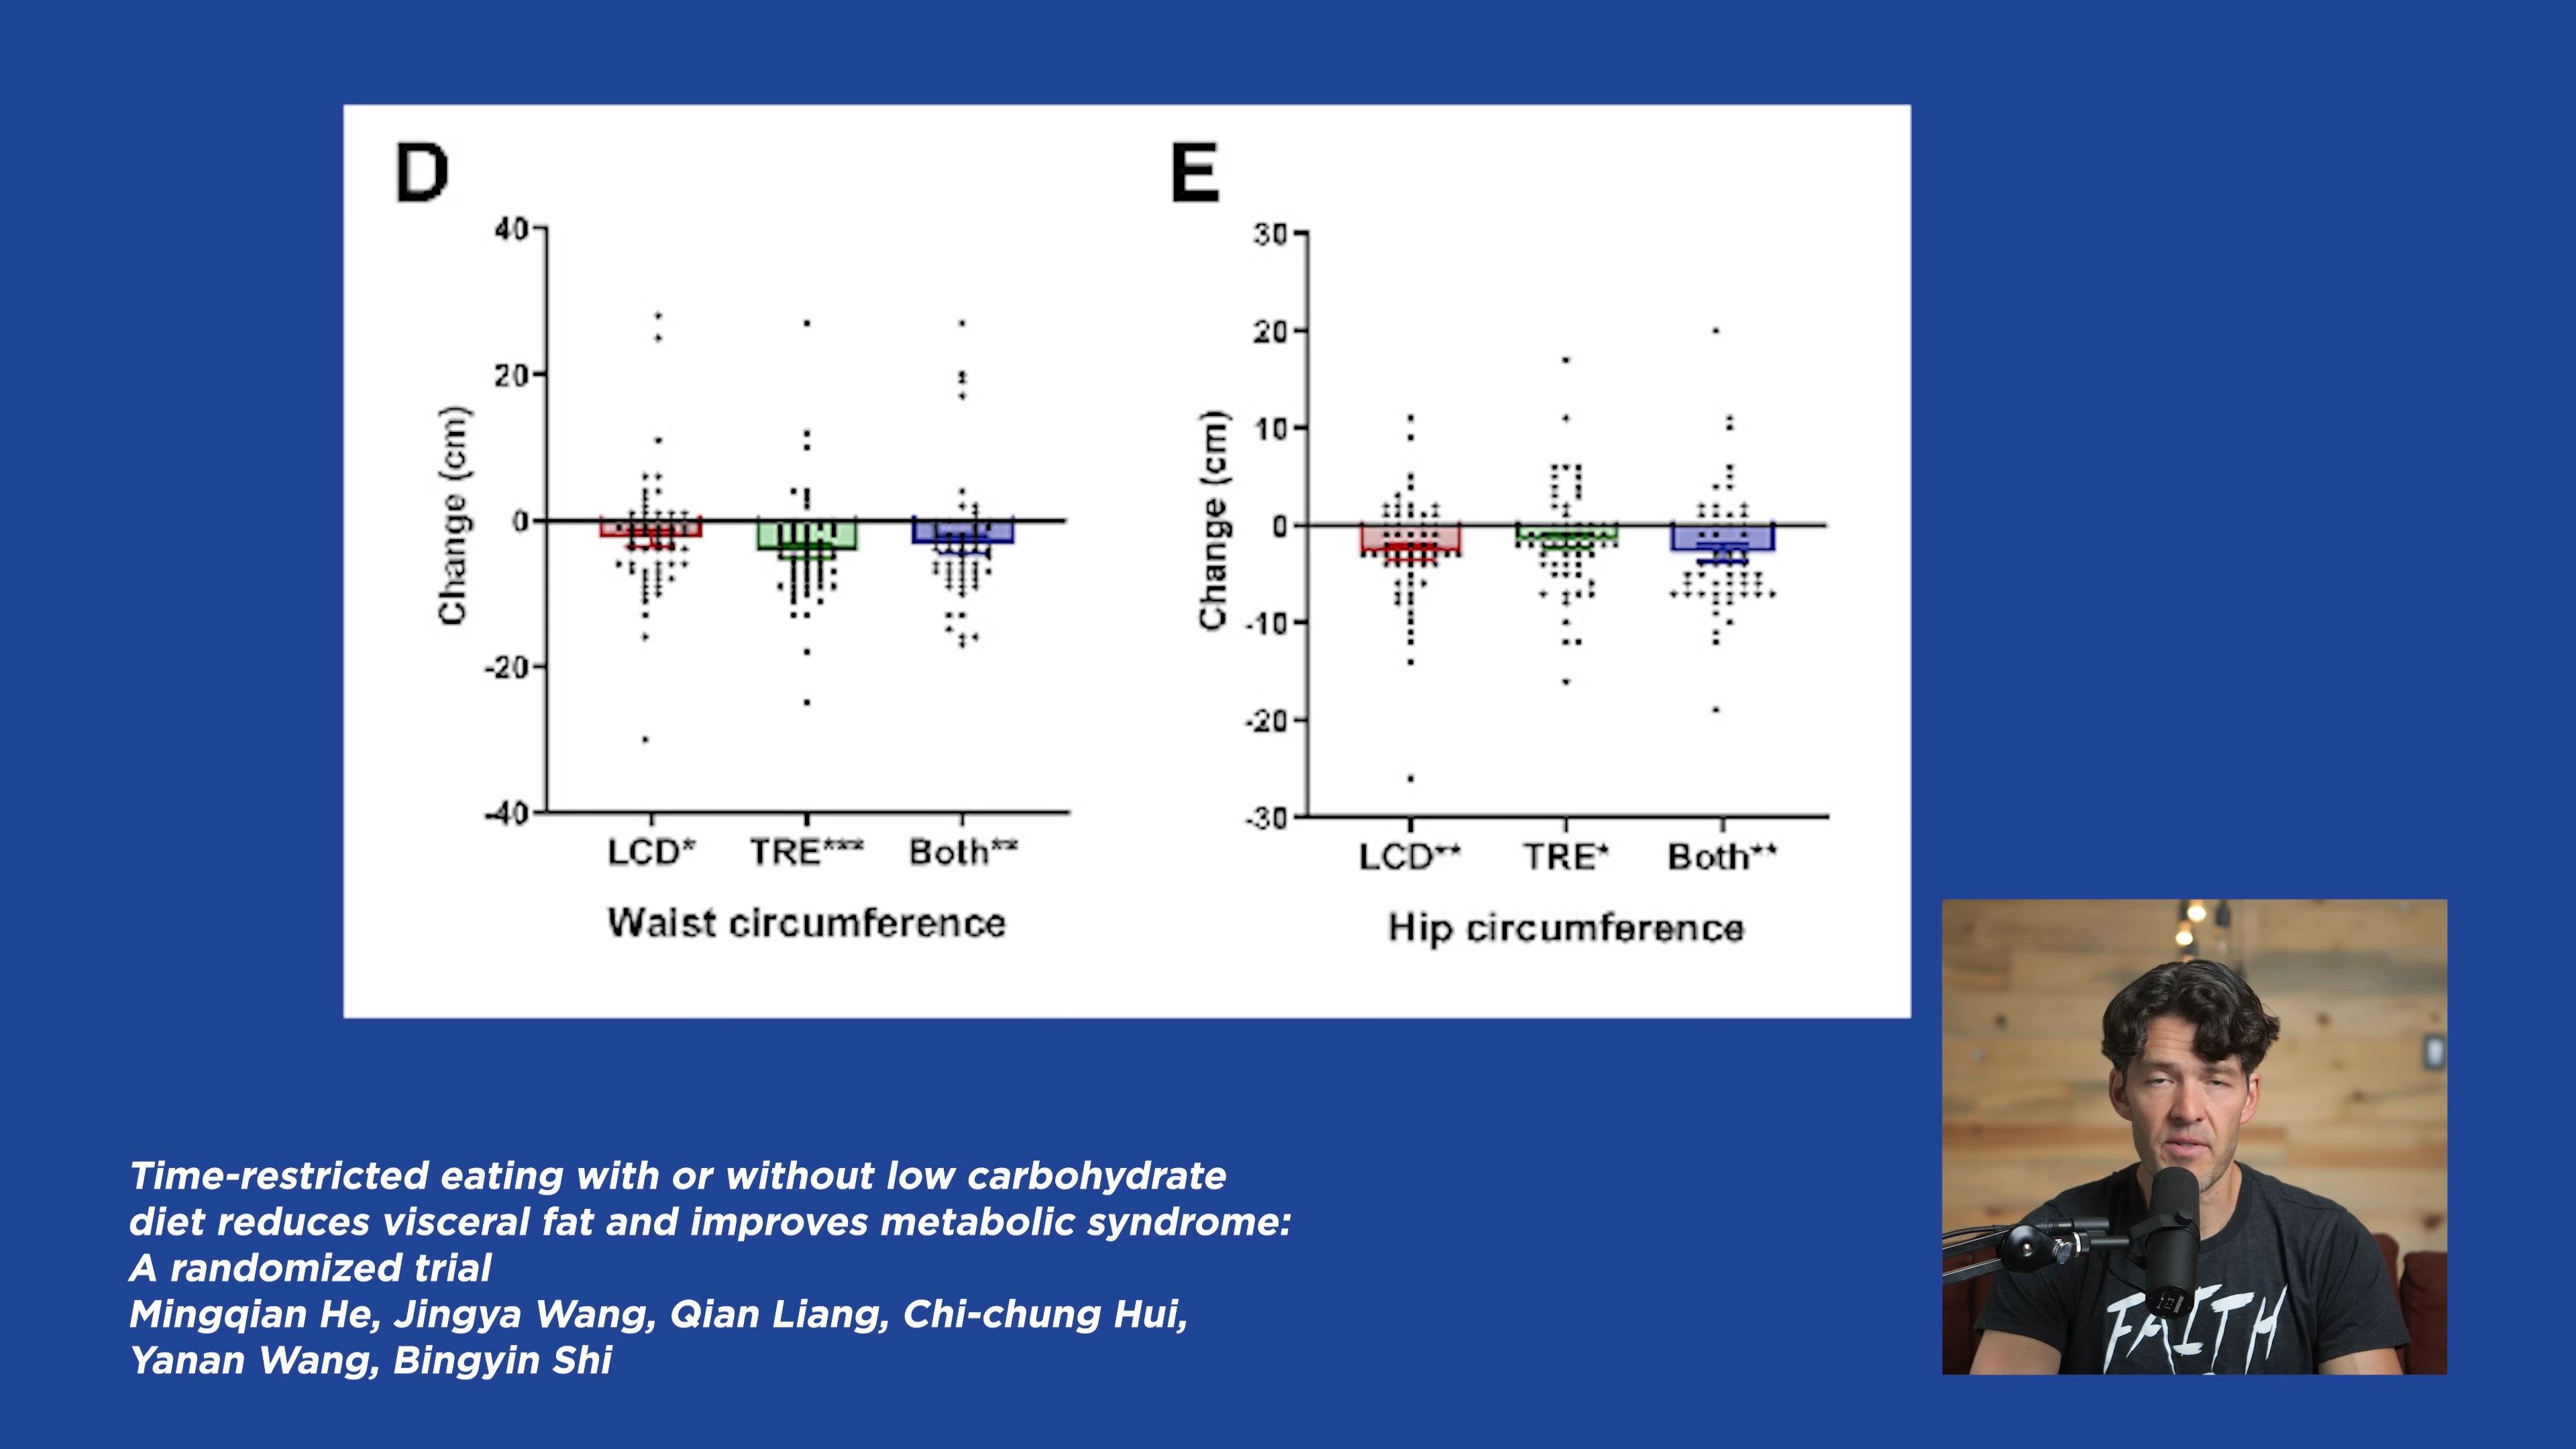 D
40
20
0
-20
-40
Change (cm)
LCD* TRE*** Both**
Waist circumference
E
30
20
10
0
-10
-20
-30
Change (cm)
LCD** TRE* Both**
Hip circumference
Time-restricted eating with or without low carbohydrate
diet reduces visceral fat and improves metabolic syndrome:
A randomized trial
Mingqian He, Jingya Wang, Qian Liang, Chi-chung Hui,
Yanan Wang, Bingyin Shi
FAITH